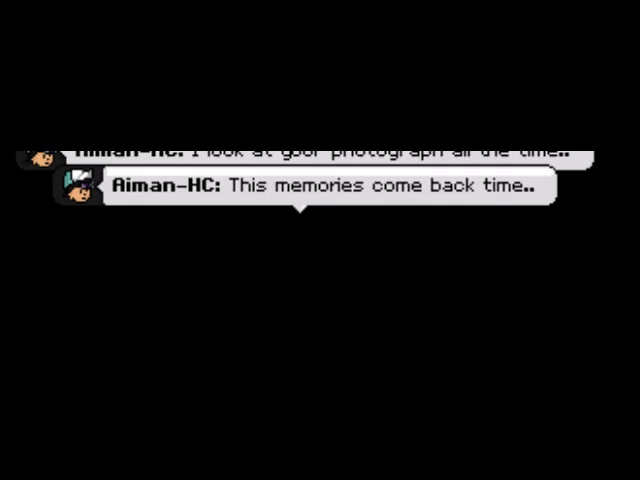 Aiman-HC: I look at your photograph all the time..
Aiman-HC: This memories come back time..